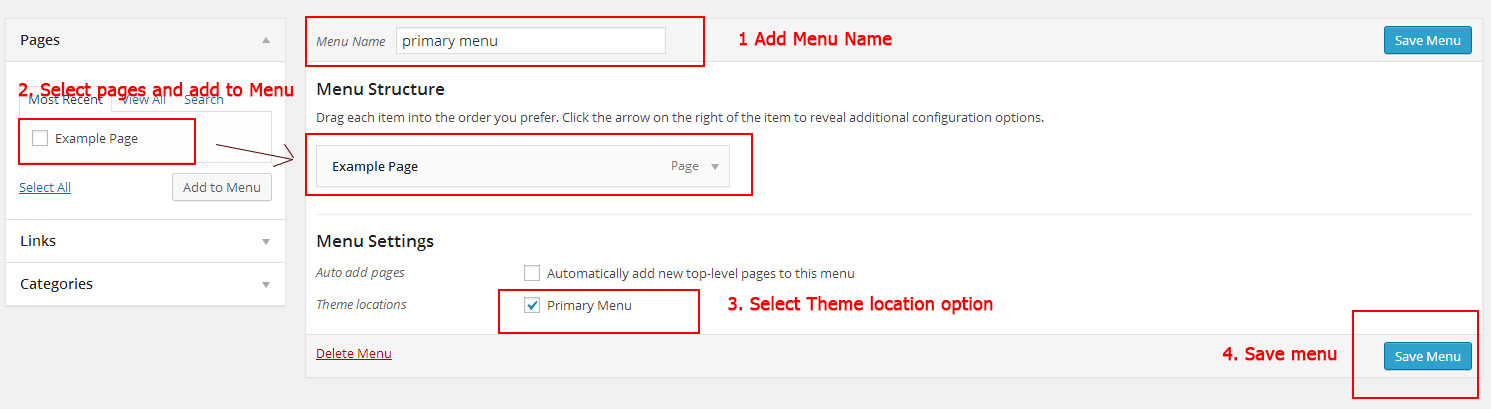 Pages
Menu Name primary menu
1 Add Menu Name
Save Menu
2. Select pages and add to Menu
Most Recent View All Search
Example Page
Select All
Add to Menu
Links
Categories
Menu Structure
Drag each item into the order you prefer. Click the arrow on the right of the item to reveal additional configuration options.
Example Page Page
Menu Settings
Auto add pages Automatically add new top-level pages to this menu
Theme locations Primary Menu
3. Select Theme location option
Delete Menu
4. Save menu
Save Menu